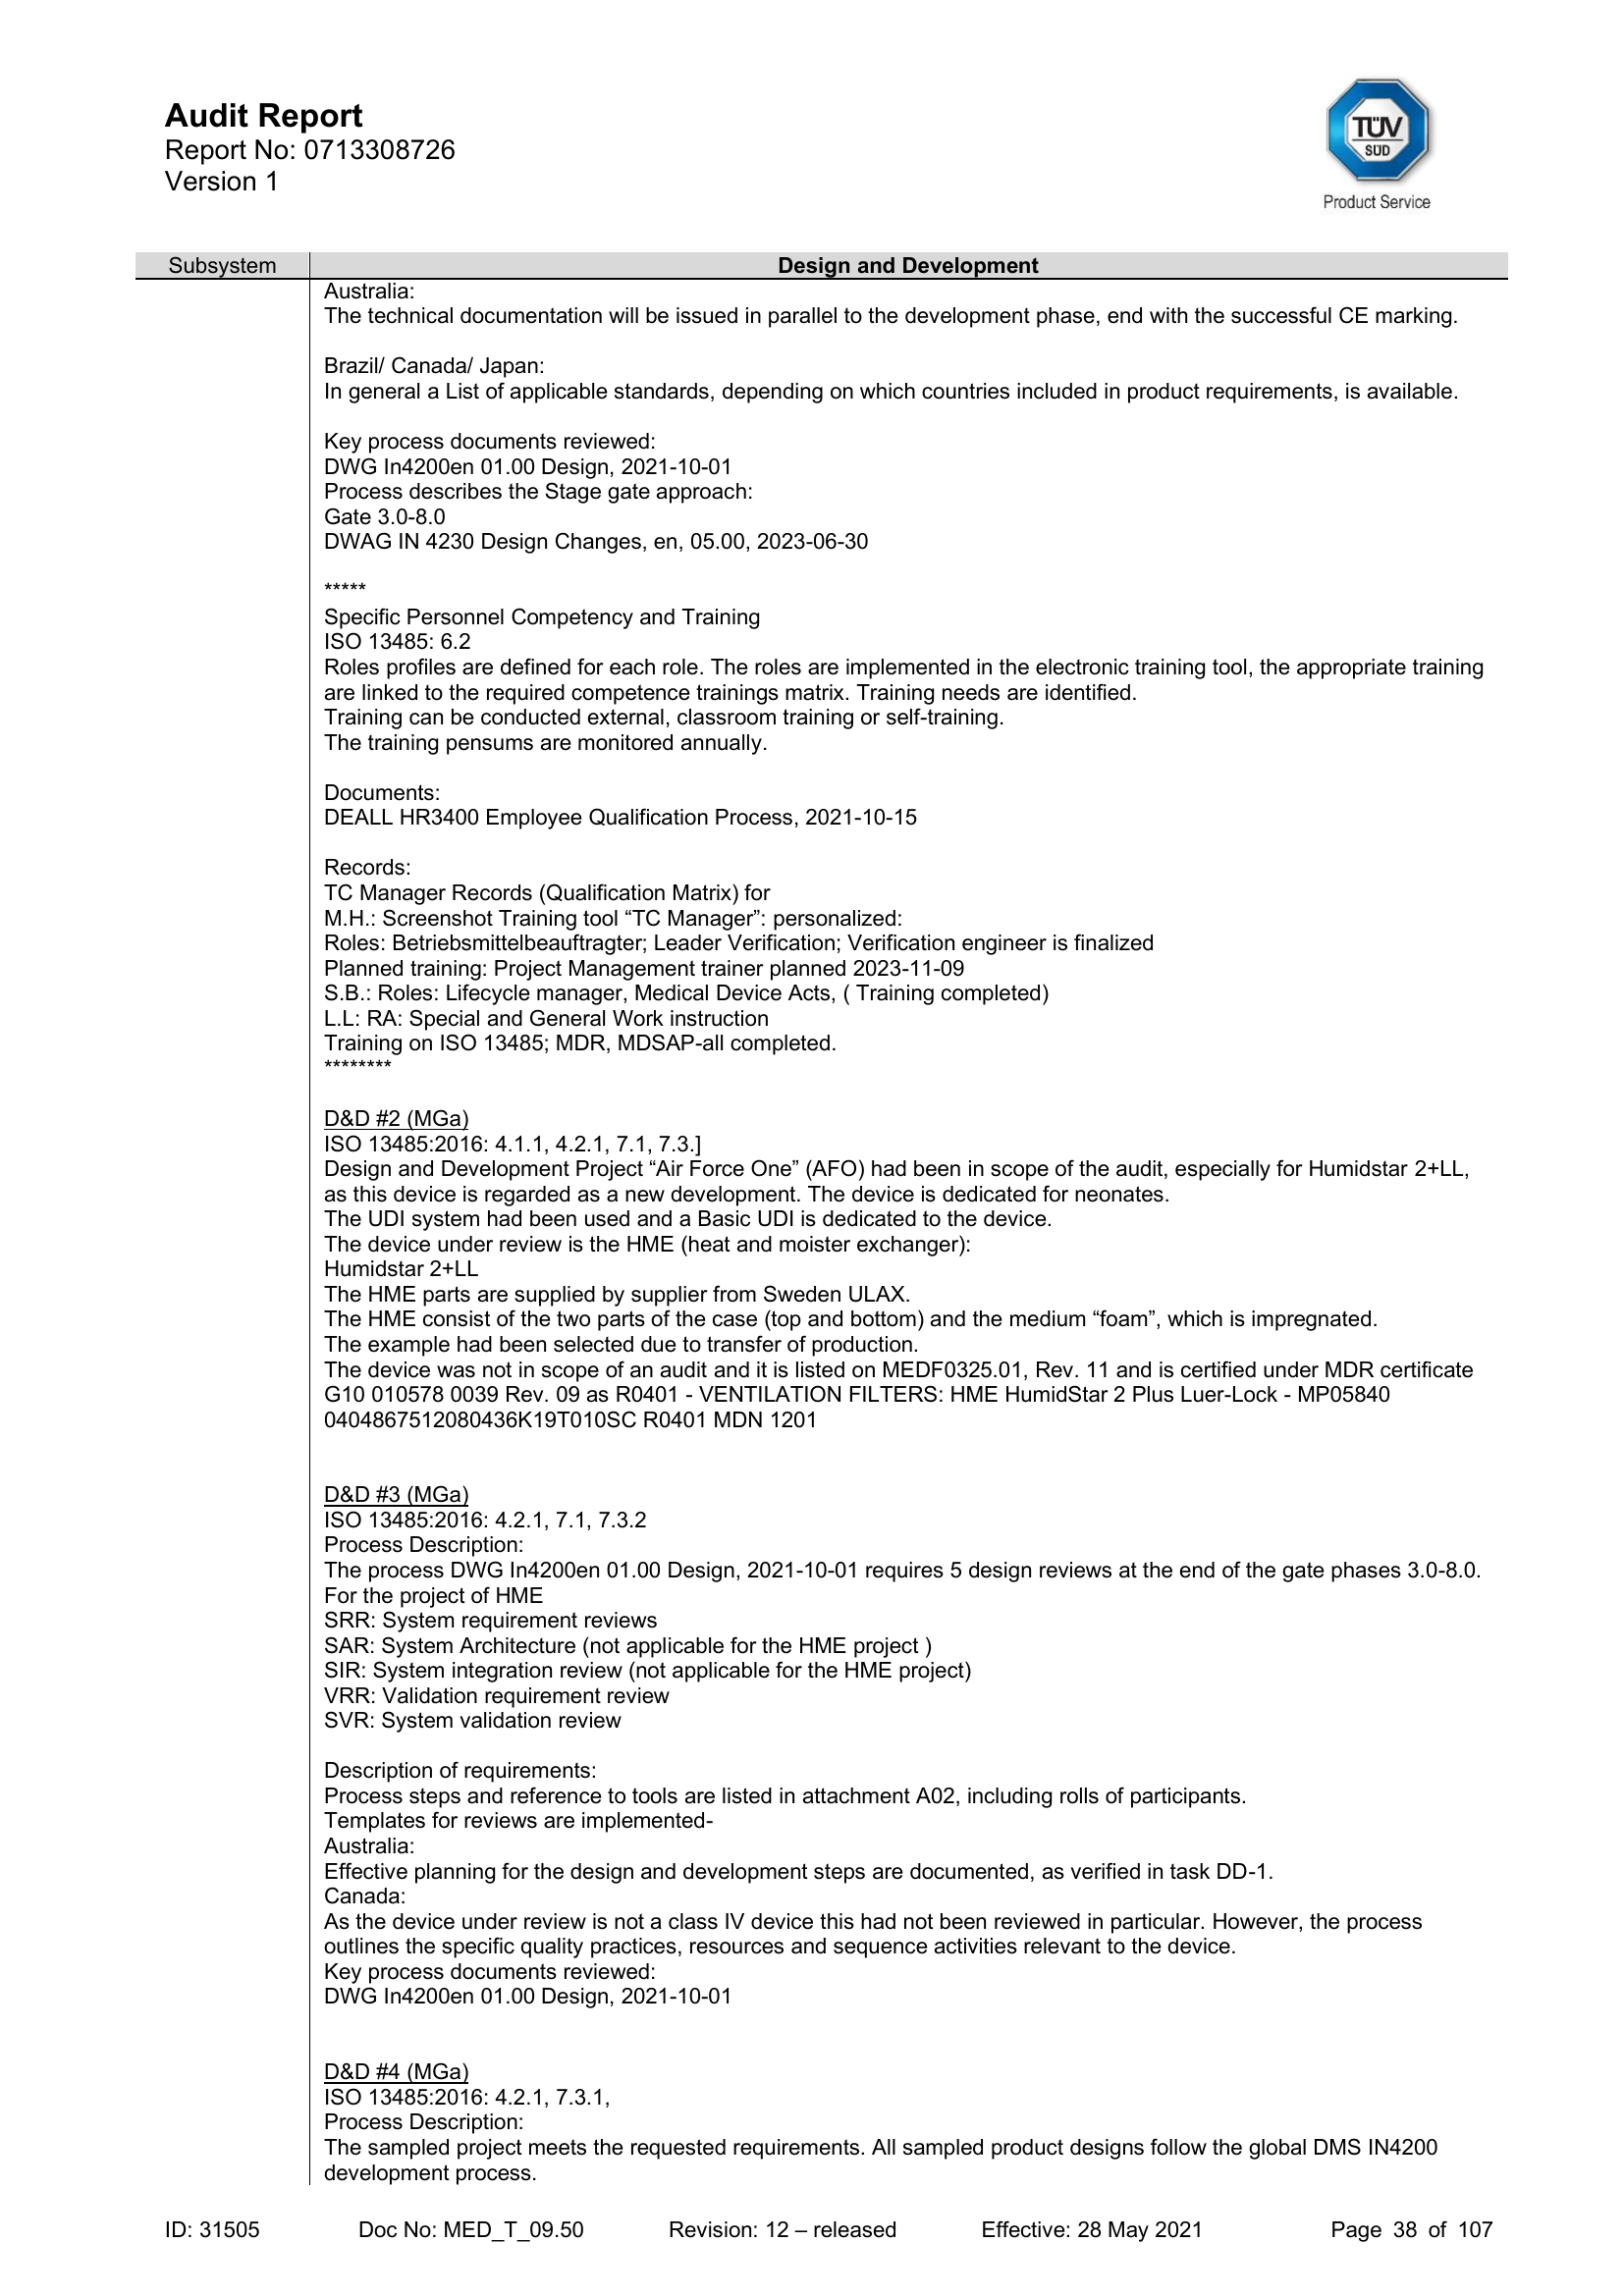 Audit Report
Report No: 0713308726
Version 1
TÜV
SÜD
Product Service
Subsystem Design and Development
Australia:
The technical documentation will be issued in parallel to the development phase, end with the successful CE marking.
Brazil/ Canada/ Japan:
In general a List of applicable standards, depending on which countries included in product requirements, is available.
Key process documents reviewed:
DWG In4200en 01.00 Design, 2021-10-01
Process describes the Stage gate approach:
Gate 3.0-8.0
DWAG IN 4230 Design Changes, en, 05.00, 2023-06-30
*****
Specific Personnel Competency and Training
ISO 13485: 6.2
Roles profiles are defined for each role. The roles are implemented in the electronic training tool, the appropriate training
are linked to the required competence trainings matrix. Training needs are identified.
Training can be conducted external, classroom training or self-training.
The training pensums are monitored annually.
Documents:
DEALL HR3400 Employee Qualification Process, 2021-10-15
Records:
TC Manager Records (Qualification Matrix) for
M.H.: Screenshot Training tool “TC Manager”: personalized:
Roles: Betriebsmittelbeauftragter; Leader Verification; Verification engineer is finalized
Planned training: Project Management trainer planned 2023-11-09
S.B.: Roles: Lifecycle manager, Medical Device Acts, ( Training completed)
L.L: RA: Special and General Work instruction
Training on ISO 13485; MDR, MDSAP-all completed.
********
D&D #2 (MGa)
ISO 13485:2016: 4.1.1, 4.2.1, 7.1, 7.3.]
Design and Development Project “Air Force One” (AFO) had been in scope of the audit, especially for Humidstar 2+LL,
as this device is regarded as a new development. The device is dedicated for neonates.
The UDI system had been used and a Basic UDI is dedicated to the device.
The device under review is the HME (heat and moister exchanger):
Humidstar 2+LL
The HME parts are supplied by supplier from Sweden ULAX.
The HME consist of the two parts of the case (top and bottom) and the medium “foam”, which is impregnated.
The example had been selected due to transfer of production.
The device was not in scope of an audit and it is listed on MEDF0325.01, Rev. 11 and is certified under MDR certificate
G10 010578 0039 Rev. 09 as R0401 - VENTILATION FILTERS: HME HumidStar 2 Plus Luer-Lock - MP05840
0404867512080436K19T010SC R0401 MDN 1201
D&D #3 (MGa)
ISO 13485:2016: 4.2.1, 7.1, 7.3.2
Process Description:
The process DWG In4200en 01.00 Design, 2021-10-01 requires 5 design reviews at the end of the gate phases 3.0-8.0.
For the project of HME
SRR: System requirement reviews
SAR: System Architecture (not applicable for the HME project )
SIR: System integration review (not applicable for the HME project)
VRR: Validation requirement review
SVR: System validation review
Description of requirements:
Process steps and reference to tools are listed in attachment A02, including rolls of participants.
Templates for reviews are implemented-
Australia:
Effective planning for the design and development steps are documented, as verified in task DD-1.
Canada:
As the device under review is not a class IV device this had not been reviewed in particular. However, the process
outlines the specific quality practices, resources and sequence activities relevant to the device.
Key process documents reviewed:
DWG In4200en 01.00 Design, 2021-10-01
D&D #4 (MGa)
ISO 13485:2016: 4.2.1, 7.3.1,
Process Description:
The sampled project meets the requested requirements. All sampled product designs follow the global DMS IN4200
development process.
ID: 31505 Doc No: MED_T_09.50 Revision: 12 – released Effective: 28 May 2021 Page 38 of 107